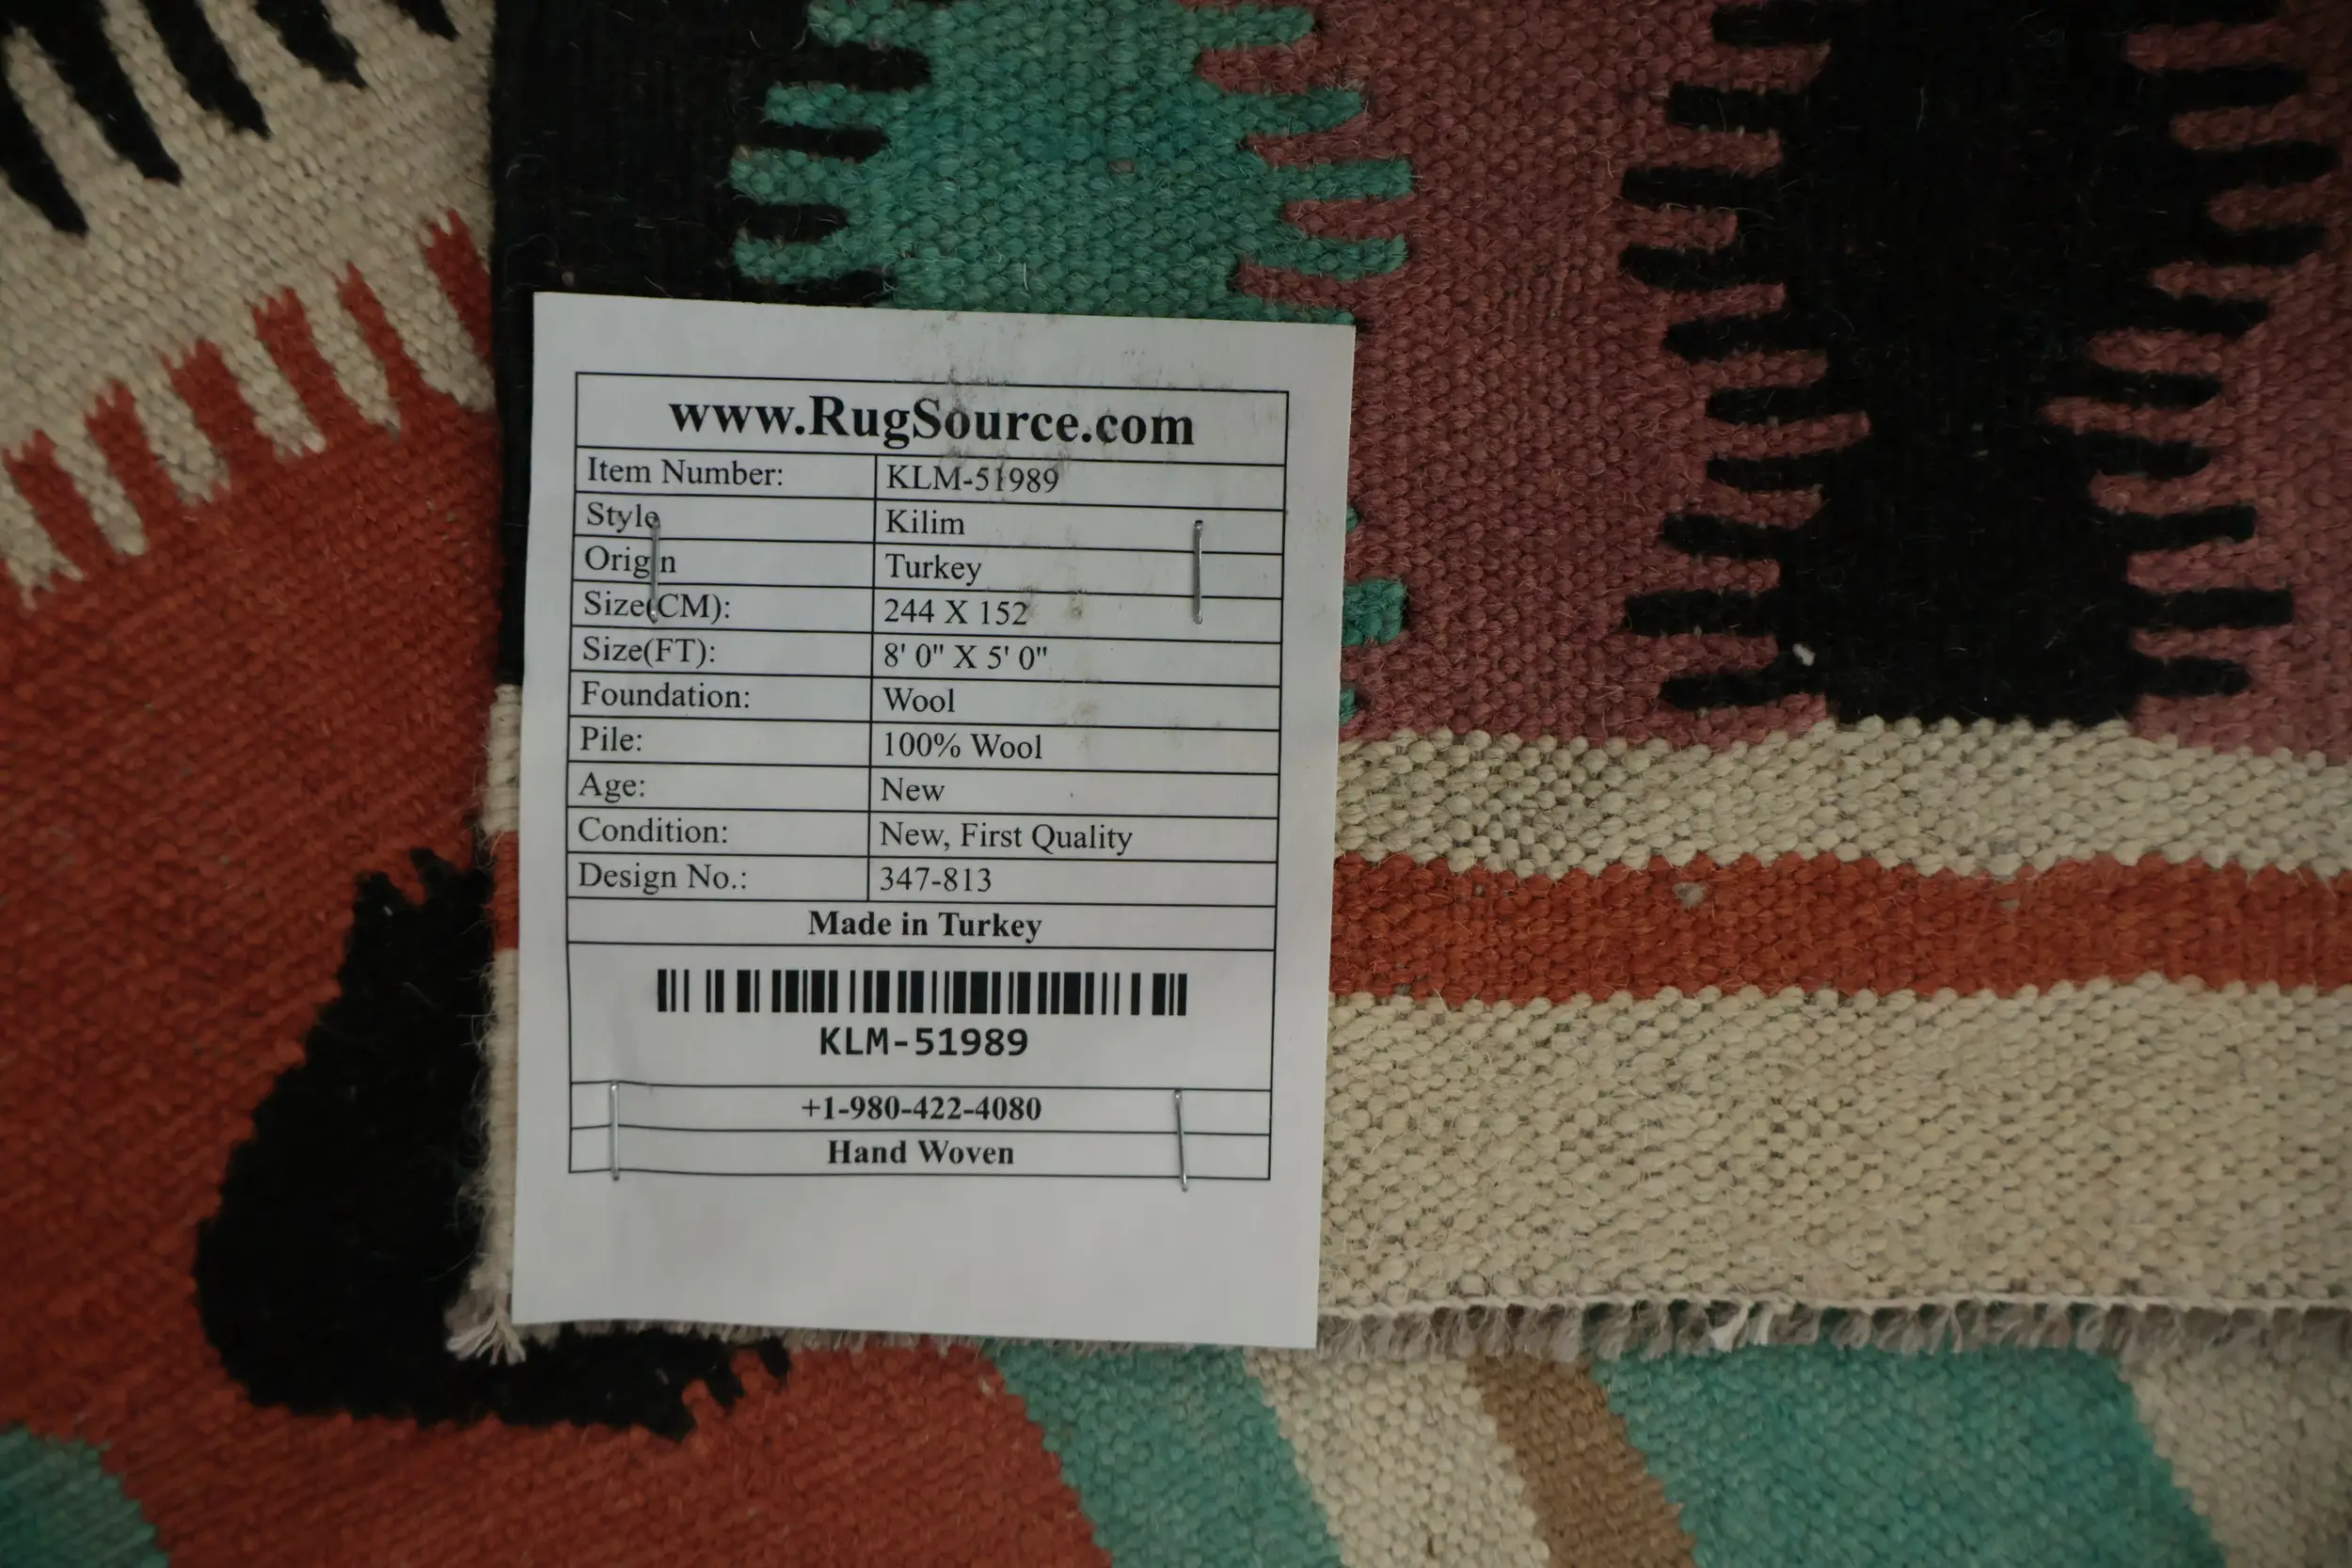 www.RugSource.com
Item Number: KLM-51989
Style Kilim
Origin Turkey
Size(CM): 244 X 152
Size(FT): 8' 0" X 5' 0"
Foundation: Wool
Pile: 100% Wool
Age: New
Condition: New, First Quality
Design No.: 347-813
Made in Turkey
KLM-51989
+1-980-422-4080
Hand Woven